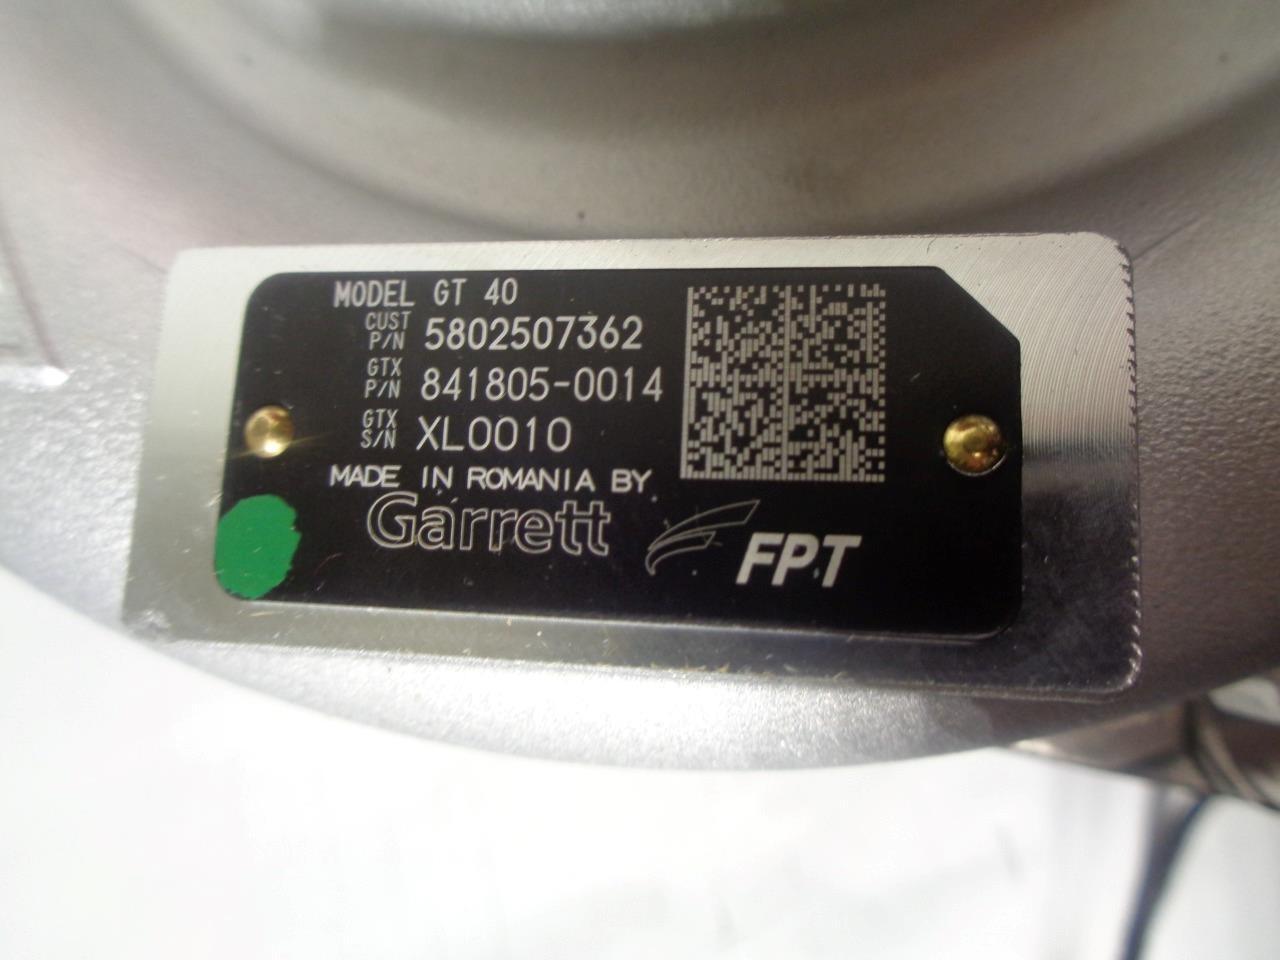 MODEL GT 40
CUST P/N 5802507362
GTX P/N 841805-0014
GTX S/N XL0010
MADE IN ROMANIA BY
Garrett FPT